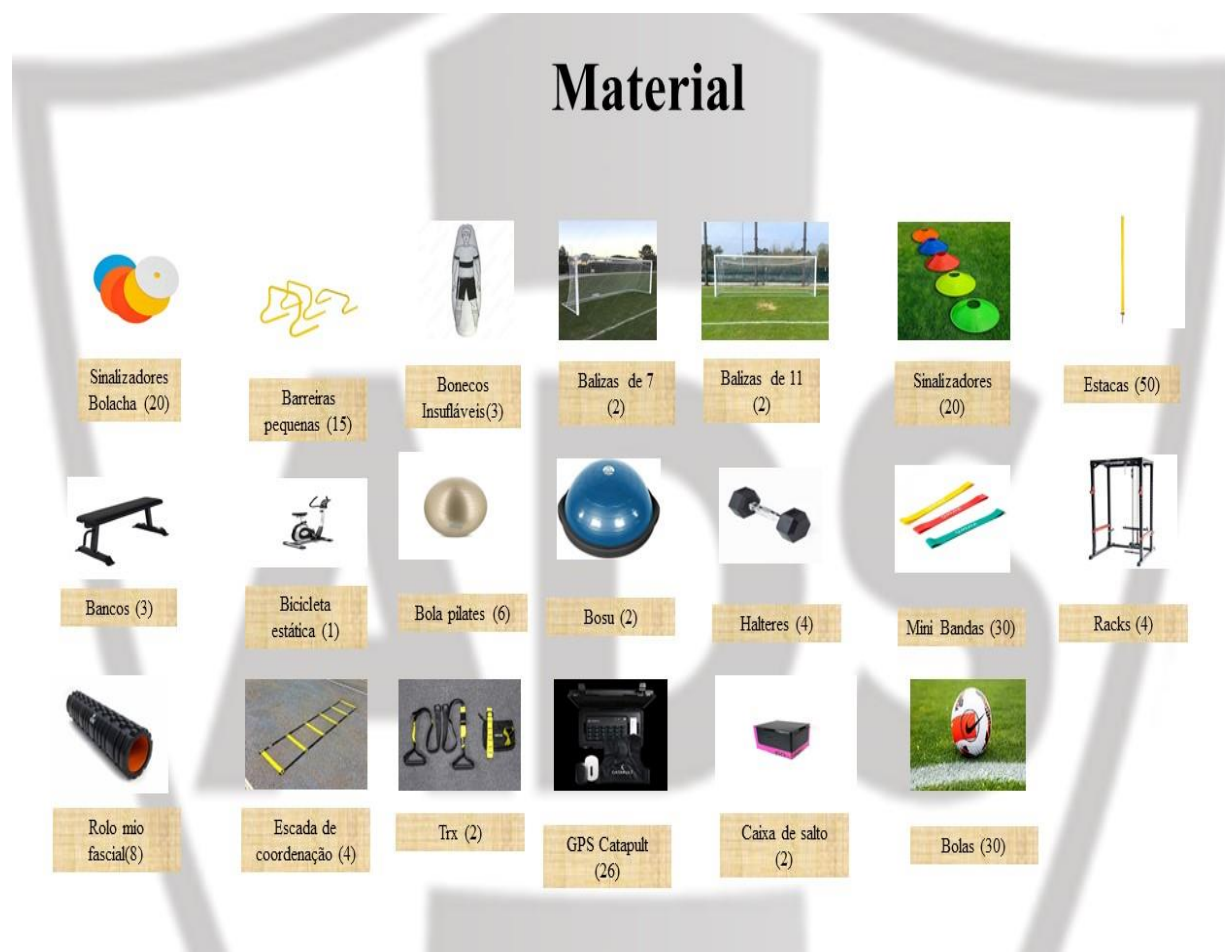 Material
Sinalizadores
Bolacha (20)
Barreiras
pequenas (15)
Bonecos
Insufláveis(3)
Balizas de 7
(2)
Balizas de 11
(2)
Sinalizadores
(20)
Estacas (50)
Bancos (3)
Bicicleta
estática (1)
Bola pilates (6)
Bosu (2)
Halteres (4)
Mini Bandas (30)
Racks (4)
Rolo mio
fascial(8)
Escada de
coordenação (4)
Trx (2)
GPS Catapult
(26)
Caixa de salto
(2)
Bolas (30)
ADS
CATAPULT